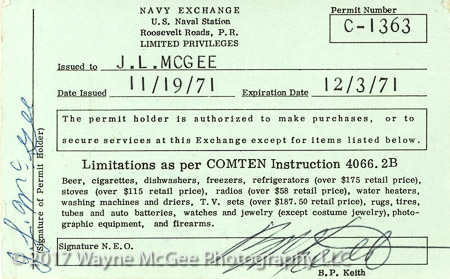 NAVY EXCHANGE
U.S. Naval Station
Roosevelt Roads, P.R.
LIMITED PRIVILEGES
Permit Number
C-1363
Issued to J.L.MCGEE
Date Issued 11/19/71 Expiration Date 12/3/71
The permit holder is authorized to make purchases, or to
secure services at this Exchange except for items listed below.
Limitations as per COMTEN Instruction 4066.2B
Beer, cigarettes, dishwashers, freezers, refrigerators (over $175 retail price),
stoves (over $115 retail price), radios (over $58 retail price), water heaters,
washing machines and driers, T.V. sets (over $187.50 retail price), rugs, tires,
tubes and auto batteries, watches and jewelry (except costume jewelry), photo-
graphic equipment, and firearms.
J. L. McGee
(Signature of Permit Holder)
Signature N.E.O.
B.P. Keith
©2017 Wayne McGee Photography LLC